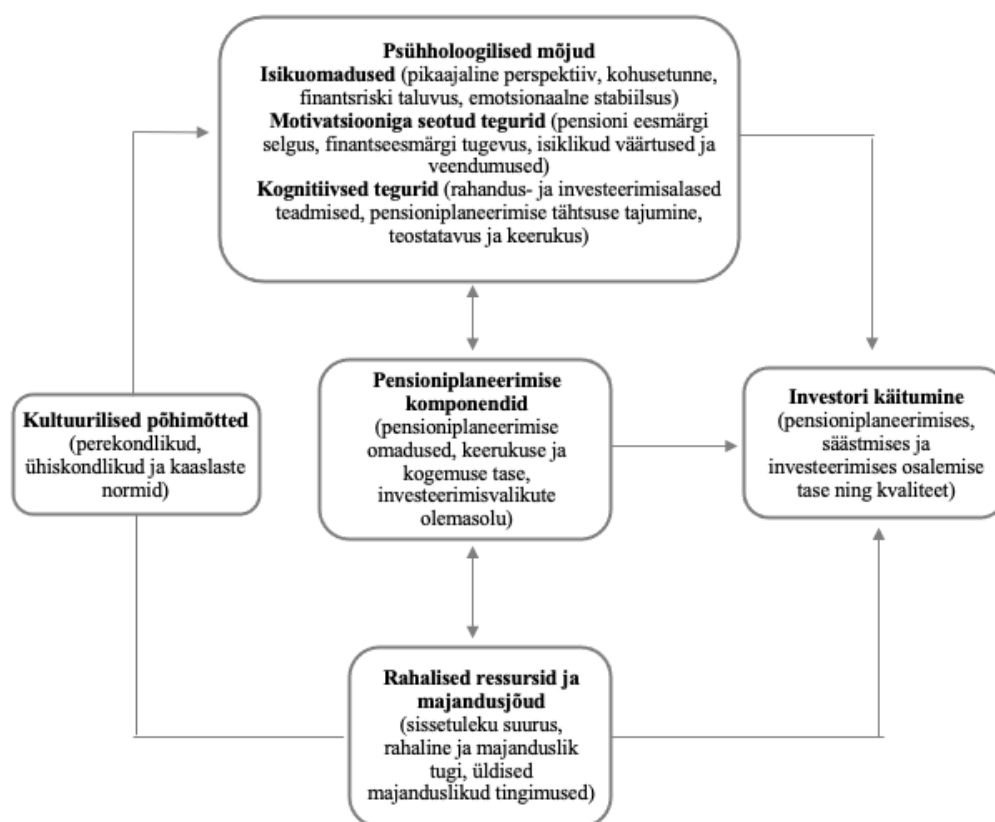 Psühholoogilised mõjud
Isikuomadused (pikaajaline perspektiiv, kohusetunne,
finantsriski taluvus, emotsionaalne stabiilsus)
Motivatsiooniga seotud tegurid (pensioni eesmärgi
selgus, finantseesmärgi tugevus, isiklikud väärtused ja
veendumused)
Kognitiivsed tegurid (rahandus- ja investeerimisalased
teadmised, pensioniplaneerimise tähtsuse tajumine,
teostatavus ja keerukus)
Kultuurilised põhimõtted
(perekondlikud,
ühiskondlikud ja kaaslaste
normid)
Pensioniplaneerimise
komponendid
(pensioniplaneerimise
omadused, keerukuse ja
kogemuse tase,
investeerimisvalikute
olemasolu)
Investori käitumine
(pensioniplaneerimises,
säästmises ja
investeerimises osalemise
tase ning kvaliteet)
Rahalised ressursid ja
majandusjõud
(sissetuleku suurus,
rahaline ja majanduslik
tugi, üldised
majanduslikud tingimused)